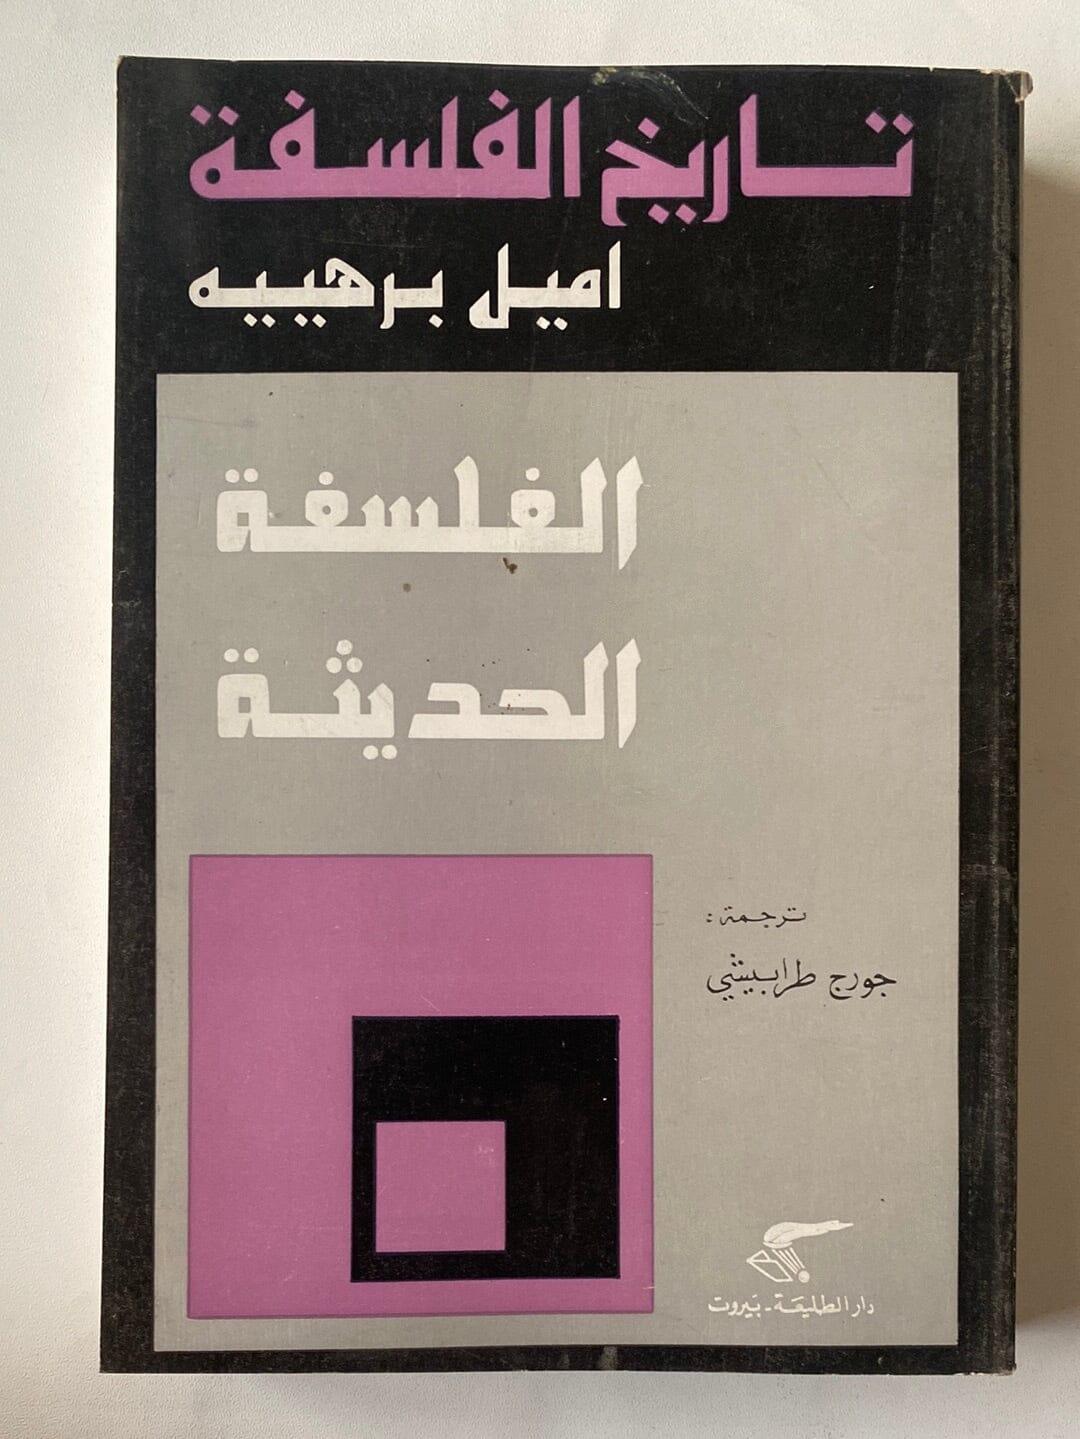 تاريخ الفلسفة
اميل برهييه
الفلسفة
الحديثة
ترجمة :
جورج طرابيشي
دار الطليعة - بيروت